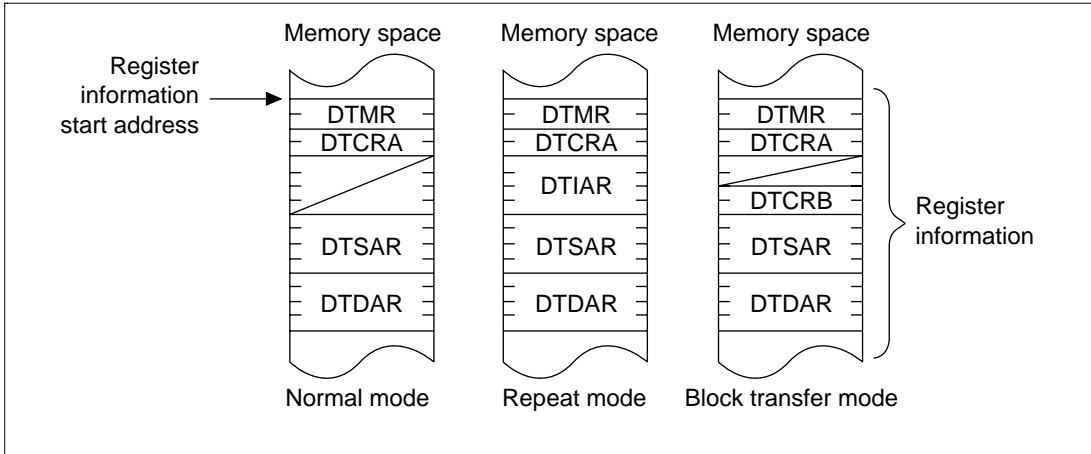 Memory space
Memory space
Memory space
Register
information
start address
DTMR
DTMR
DTMR
DTCRA
DTCRA
DTCRA
DTIAR
DTCRB
DTSAR
DTSAR
DTSAR
Register
information
DTDAR
DTDAR
DTDAR
Normal mode
Repeat mode
Block transfer mode